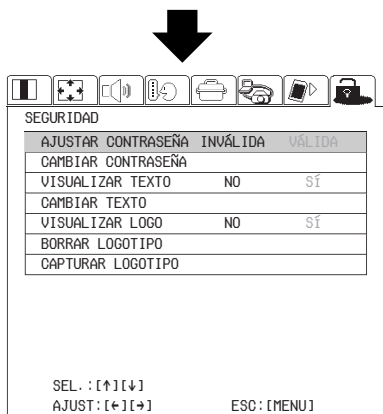 SEGURIDAD
AJUSTAR CONTRASEÑA INVÁLIDA VÁLIDA
CAMBIAR CONTRASEÑA
VISUALIZAR TEXTO NO SÍ
CAMBIAR TEXTO
VISUALIZAR LOGO NO SÍ
BORRAR LOGOTIPO
CAPTURAR LOGOTIPO
SEL.:[↑][↓]
AJUST:[←][→] ESC:[MENU]